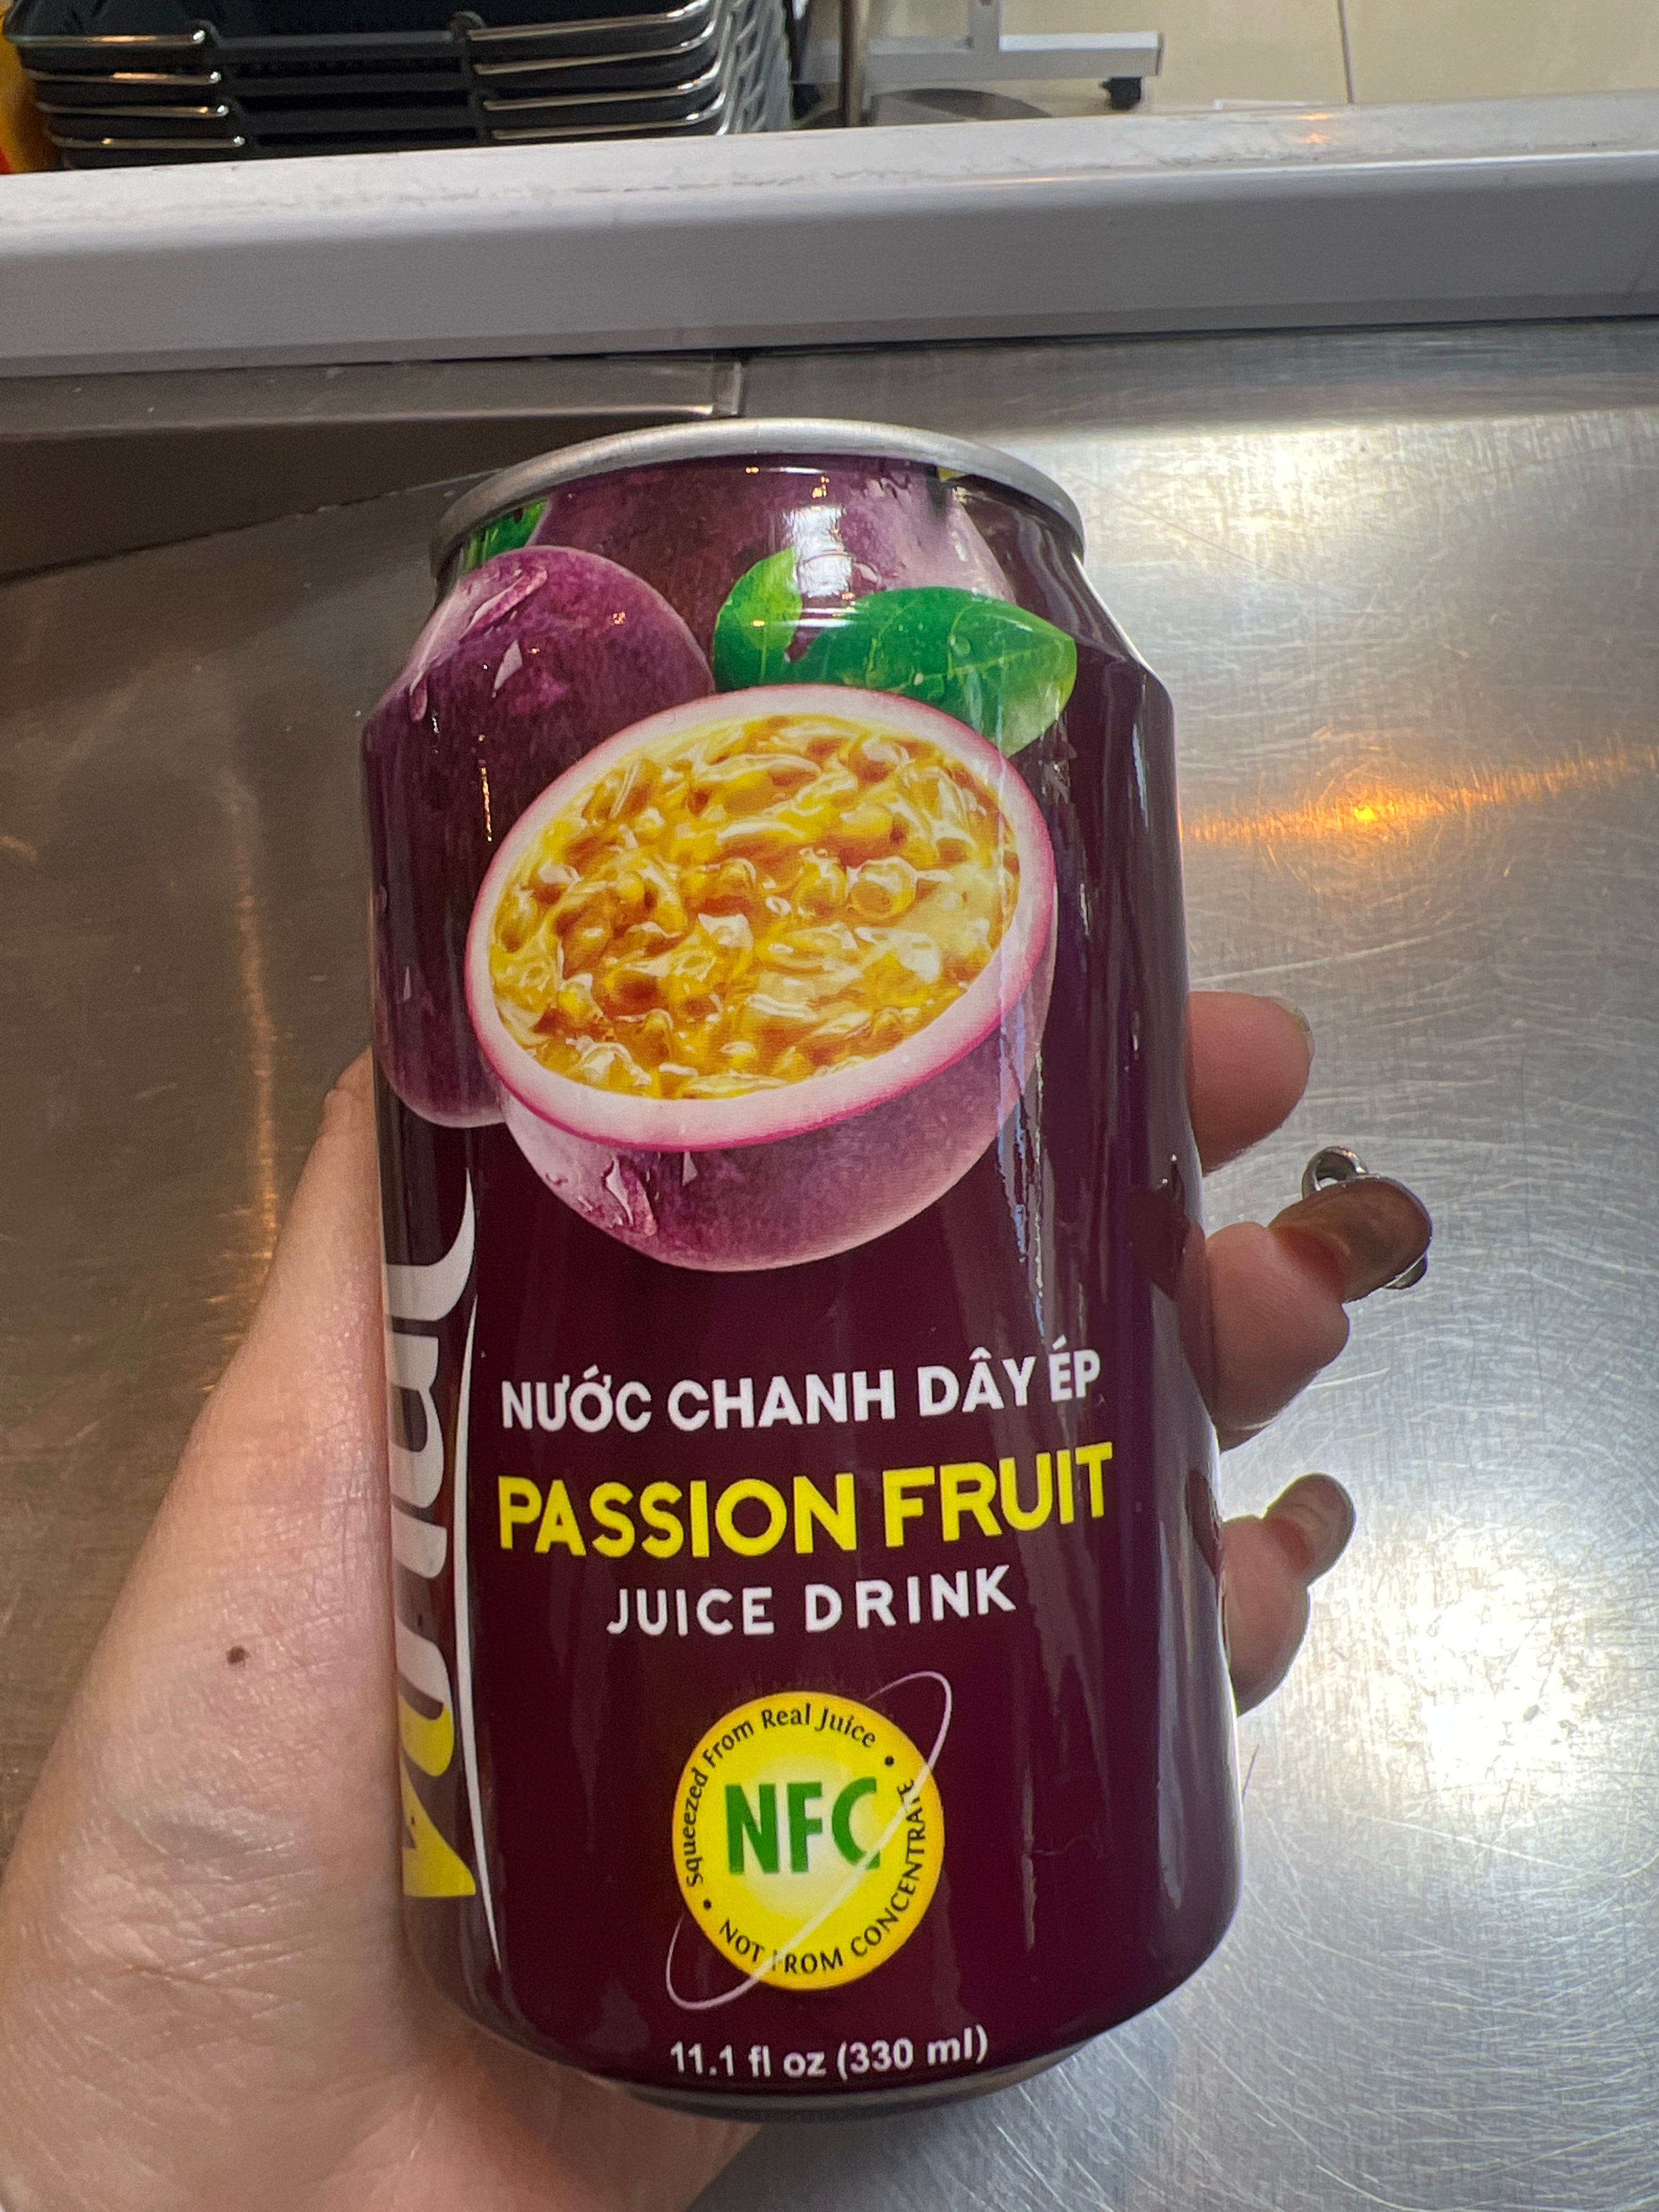 NƯỚC CHANH DÂY ÉP
PASSION FRUIT
JUICE DRINK
Squeezed From Real Juice
NFC
NOT FROM CONCENTRATE
11.1 fl oz (330 ml)